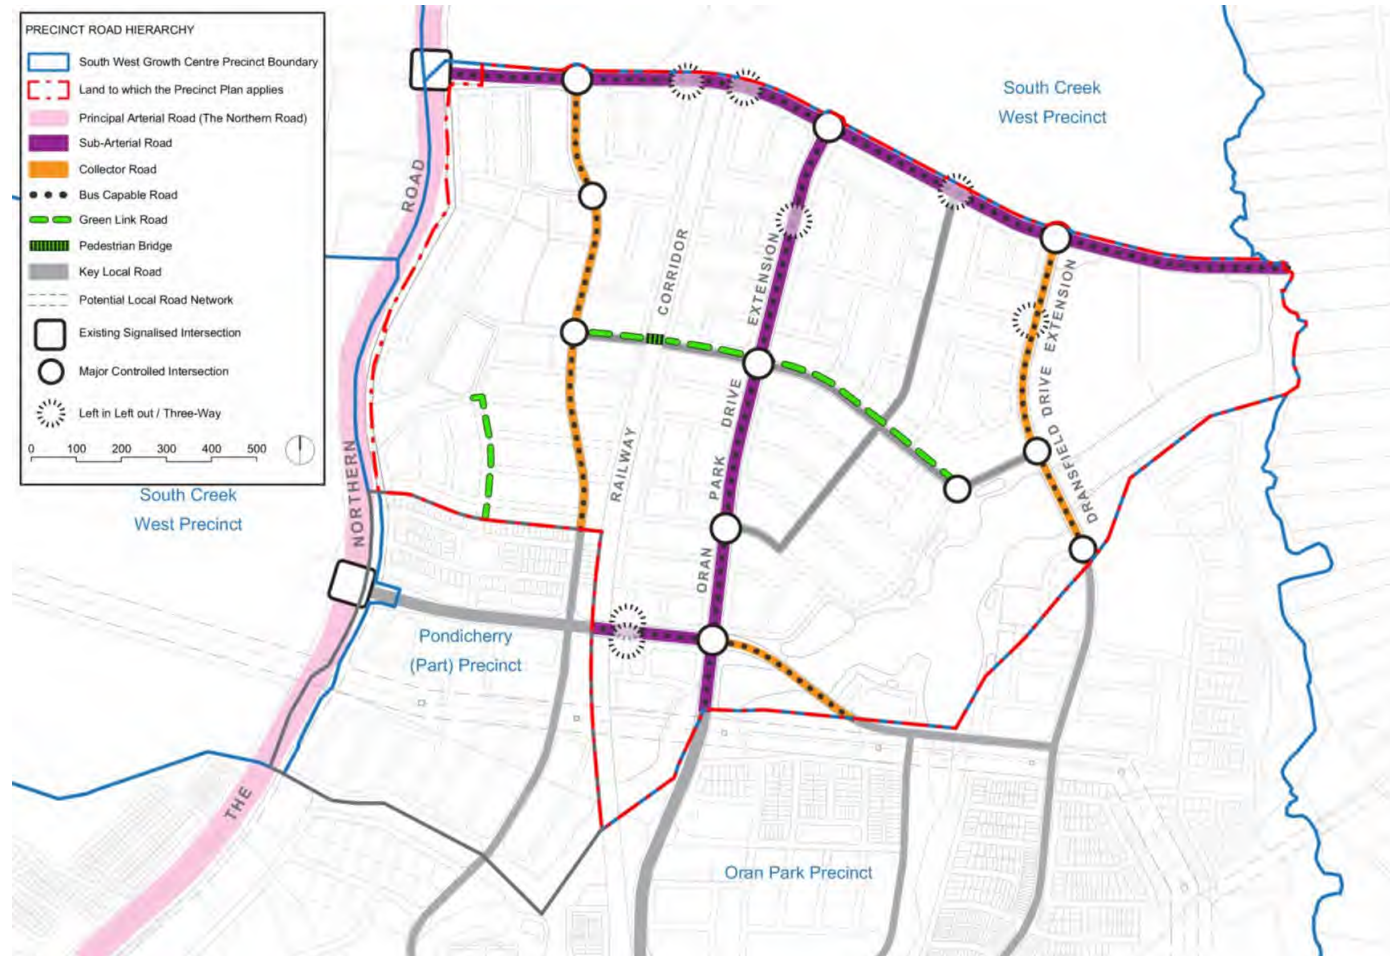 PRECINCT ROAD HIERARCHY
South West Growth Centre Precinct Boundary
Land to which the Precinct Plan applies
Principal Arterial Road (The Northern Road)
Sub-Arterial Road
Collector Road
Bus Capable Road
Green Link Road
Pedestrian Bridge
Key Local Road
Potential Local Road Network
Existing Signalised Intersection
Major Controlled Intersection
Left in Left out / Three-Way
0 100 200 300 400 500
South Creek
West Precinct
South Creek
West Precinct
THE NORTHERN ROAD
RAILWAY CORRIDOR
ORAN PARK DRIVE EXTENSION
DRANSFIELD DRIVE EXTENSION
Pondicherry
(Part) Precinct
Oran Park Precinct